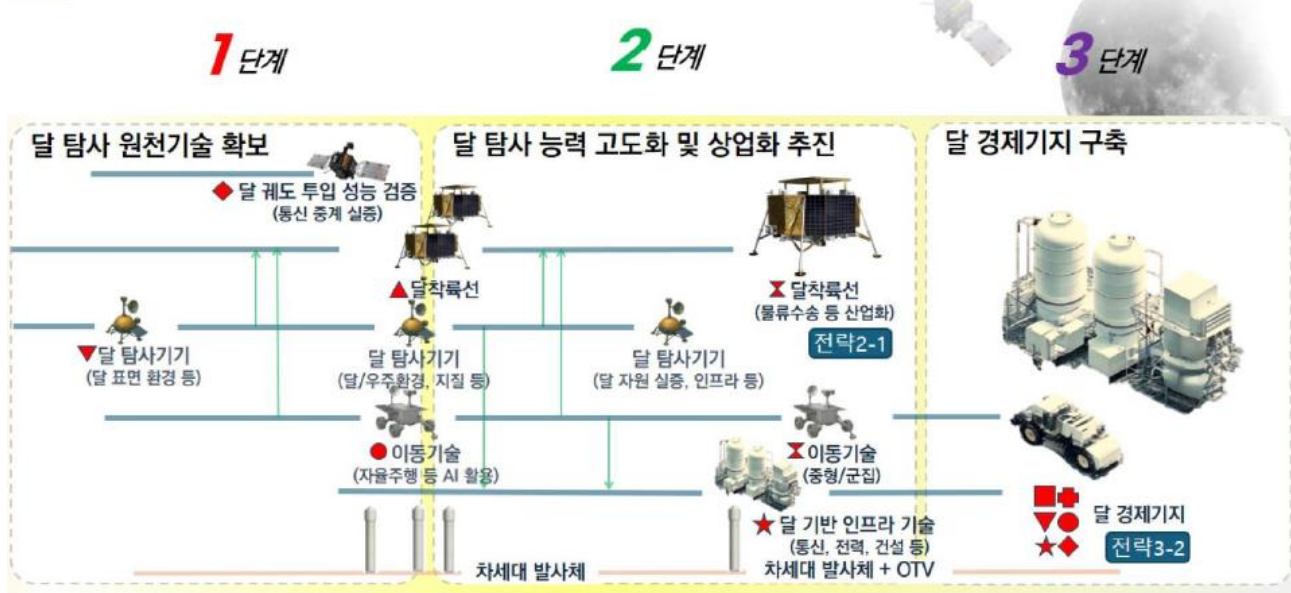 1 단계
2 단계
3 단계
달 탐사 원천기술 확보
달 탐사 능력 고도화 및 상업화 추진
달 경제기지 구축
달 궤도 투입 성능 검증
(통신 중계 실증)
달착륙선
달착륙선
(물류수송 등 산업화)
전략2-1
달 탐사기기
(달 표면 환경 등)
달 탐사기기
(달/우주환경, 지질 등)
달 탐사기기
(달 자원 실증, 인프라 등)
이동기술
(자율주행 등 AI 활용)
이동기술
(중형/군집)
달 기반 인프라 기술
(통신, 전력, 건설 등)
달 경제기지
전략3-2
차세대 발사체
차세대 발사체 + OTV